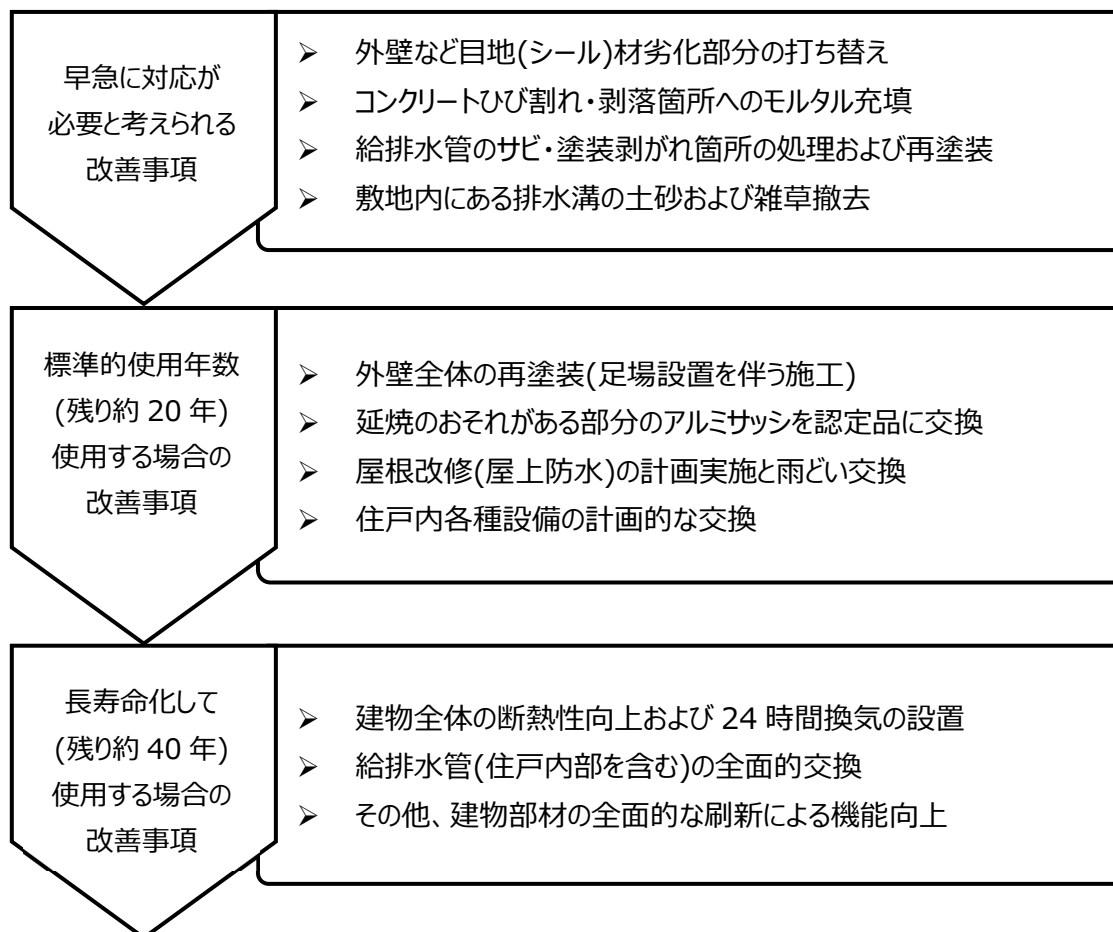 早急に対応が
必要と考えられる
改善事項
➢ 外壁など目地(シール)材劣化部分の打ち替え
➢ コンクリートひび割れ・剥落箇所へのモルタル充填
➢ 給排水管のサビ・塗装剥がれ箇所の処理および再塗装
➢ 敷地内にある排水溝の土砂および雑草撤去
標準的使用年数
(残り約 20 年)
使用する場合の
改善事項
➢ 外壁全体の再塗装(足場設置を伴う施工)
➢ 延焼のおそれがある部分のアルミサッシを認定品に交換
➢ 屋根改修(屋上防水)の計画実施と雨どい交換
➢ 住戸内各種設備の計画的な交換
長寿命化して
(残り約 40 年)
使用する場合の
改善事項
➢ 建物全体の断熱性向上および 24 時間換気の設置
➢ 給排水管(住戸内部を含む)の全面的交換
➢ その他、建物部材の全面的な刷新による機能向上